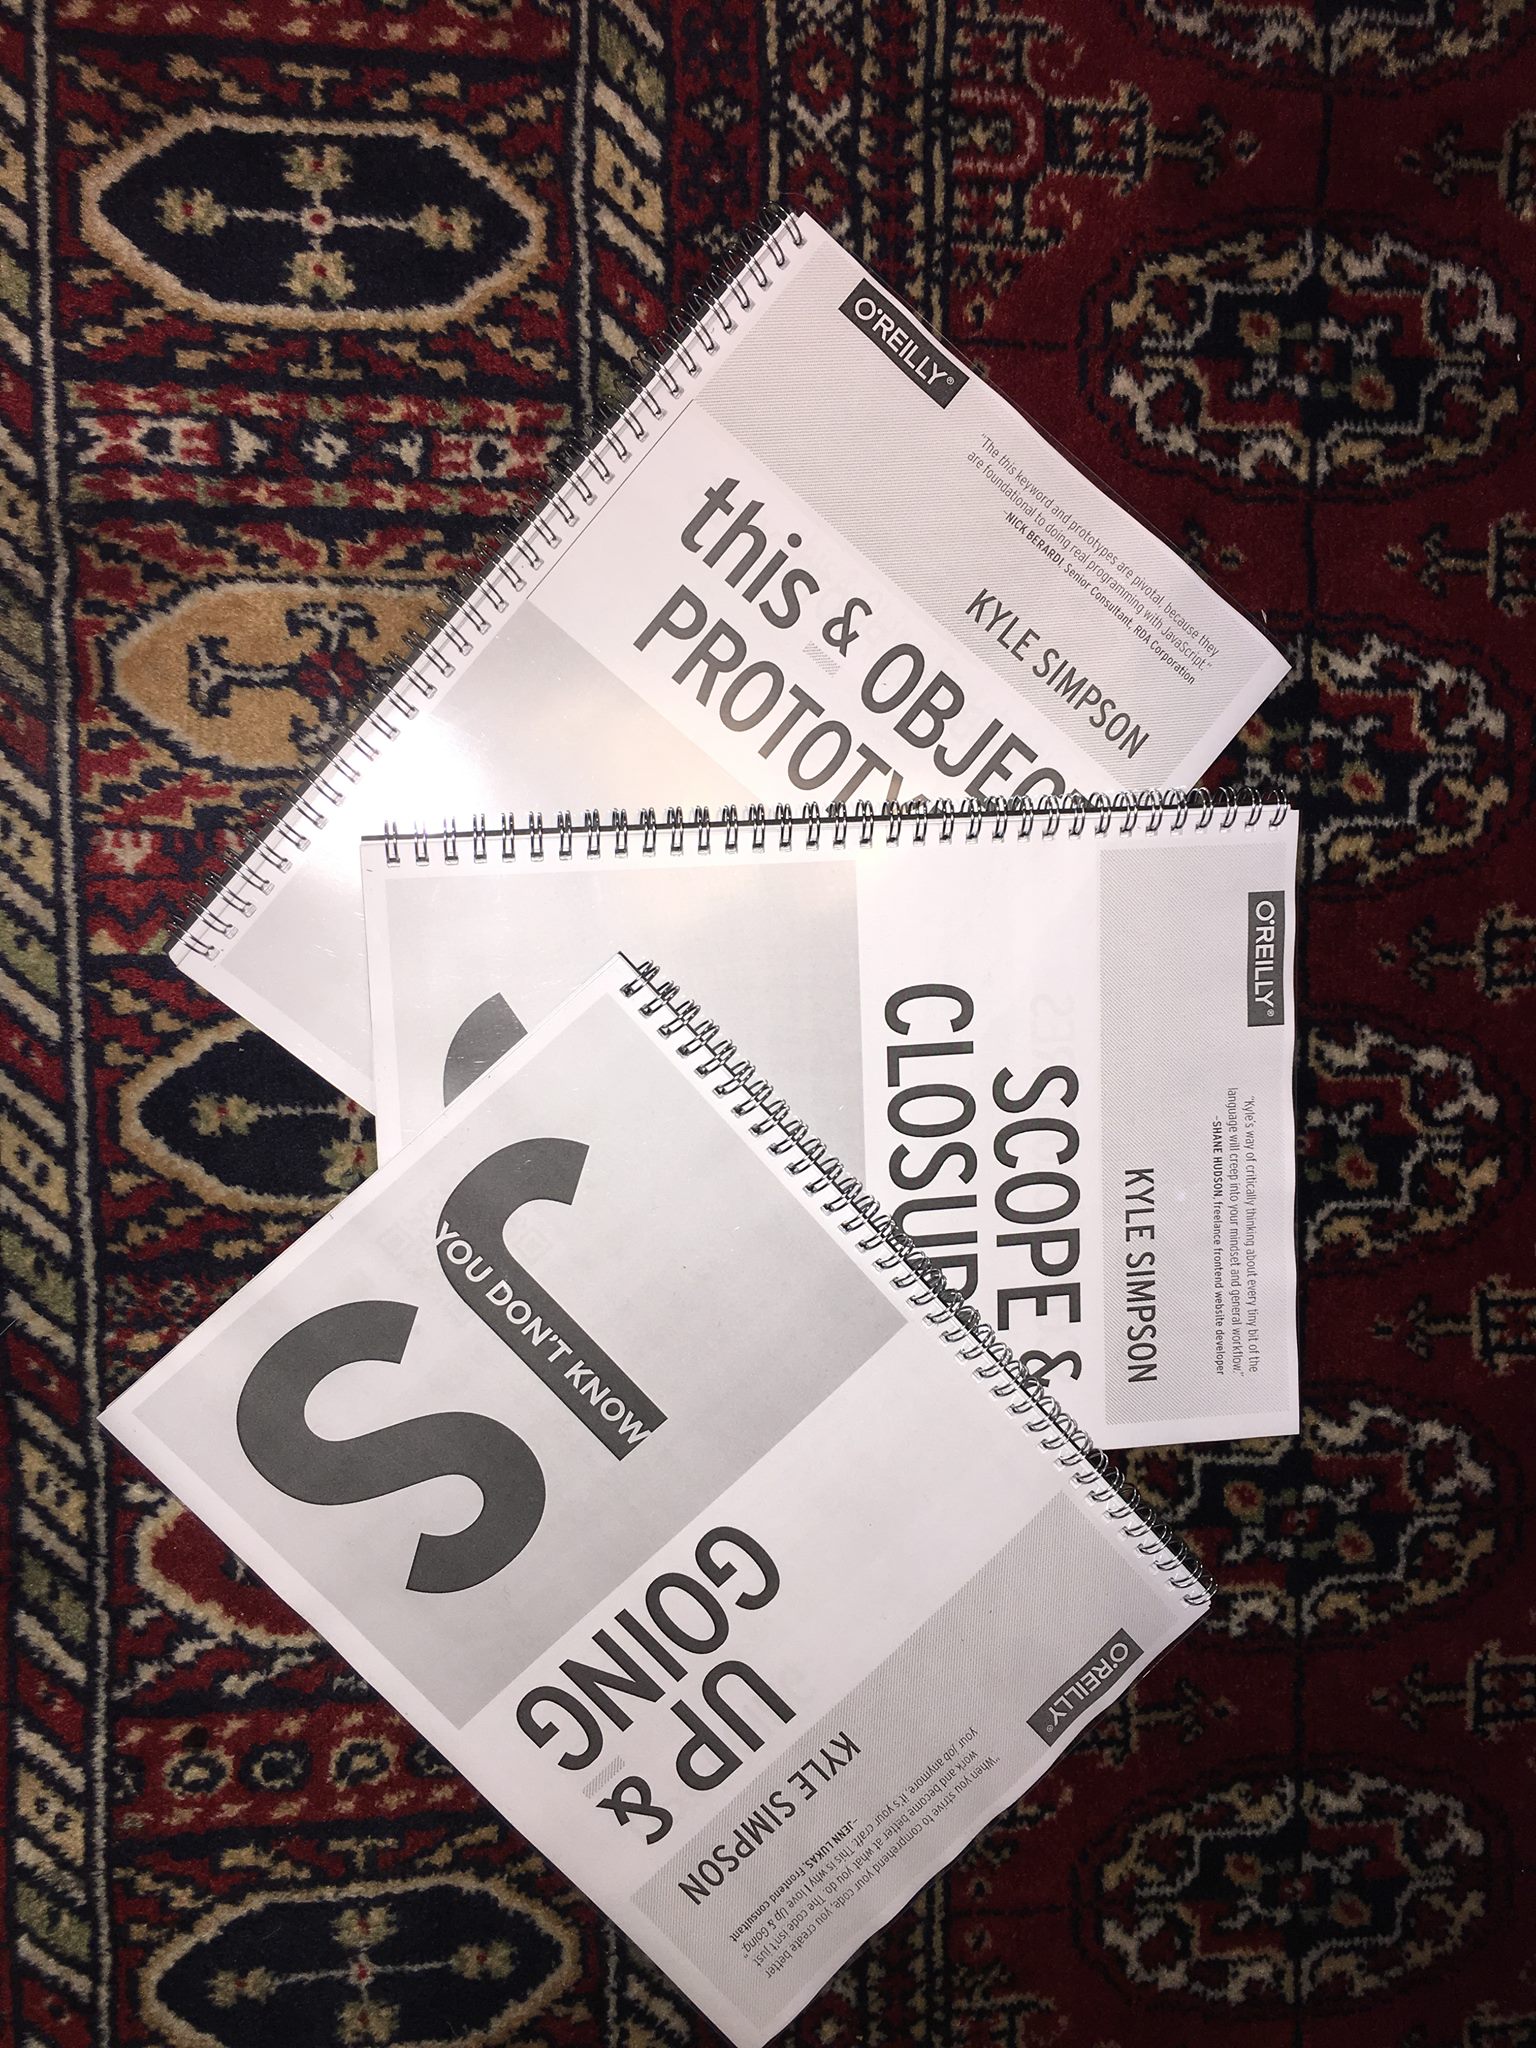 O'REILLY®
"The this keyword and prototypes are pivotal, because they
are foundational to doing real programming with JavaScript."
–NICK BERARDI, Senior Consultant, RDA Corporation
KYLE SIMPSON
this & OBJEC
PROTOTY
O'REILLY®
"Kyle's way of critically thinking about every tiny bit of the
language will creep into your mindset and general workflow."
–SHANE HUDSON, freelance frontend website developer
KYLE SIMPSON
SCOPE &
CLOSUR
O'REILLY®
"When you strive to comprehend your code, you create better
work and become better at what you do. The code isn't just
your job anymore, it's your craft. This is why I love Up & Going."
–JENN LUKAS, Frontend consultant
KYLE SIMPSON
UP &
GOING
YOU DON'T KNOW
JS